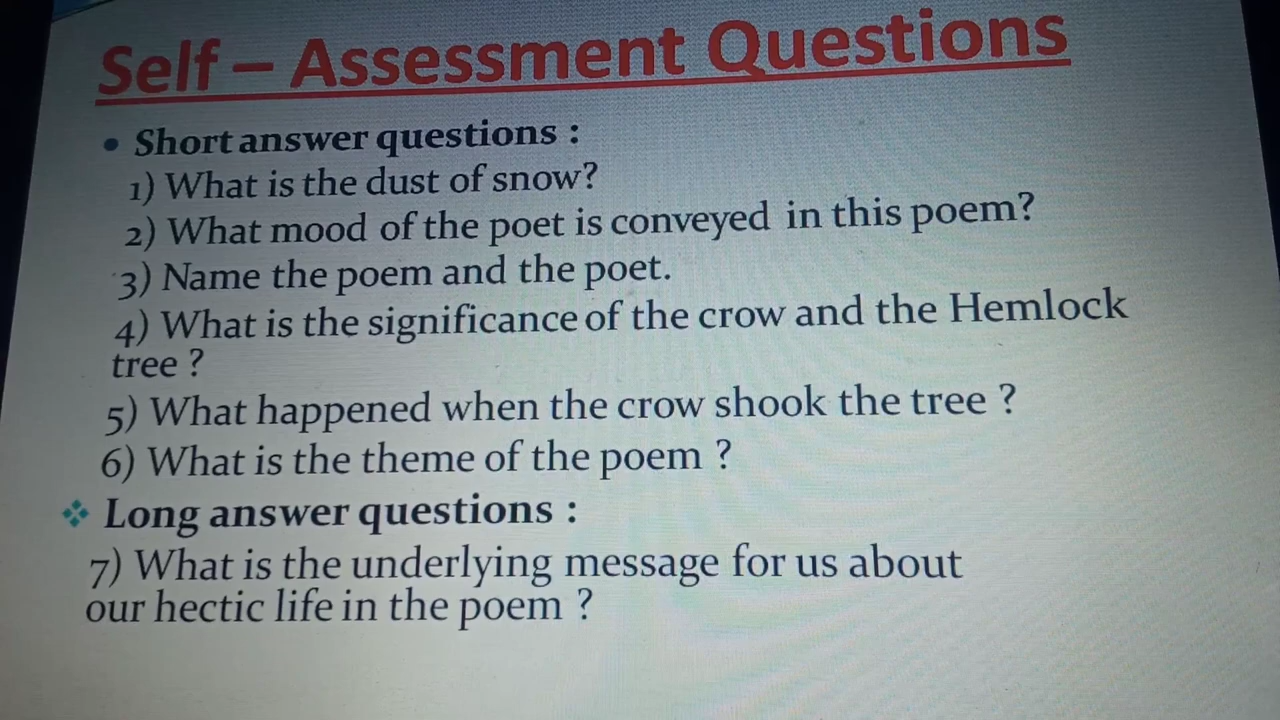 Self – Assessment Questions
• Short answer questions :
1) What is the dust of snow?
2) What mood of the poet is conveyed in this poem?
3) Name the poem and the poet.
4) What is the significance of the crow and the Hemlock
tree ?
5) What happened when the crow shook the tree ?
6) What is the theme of the poem ?
❖ Long answer questions :
7) What is the underlying message for us about
our hectic life in the poem ?